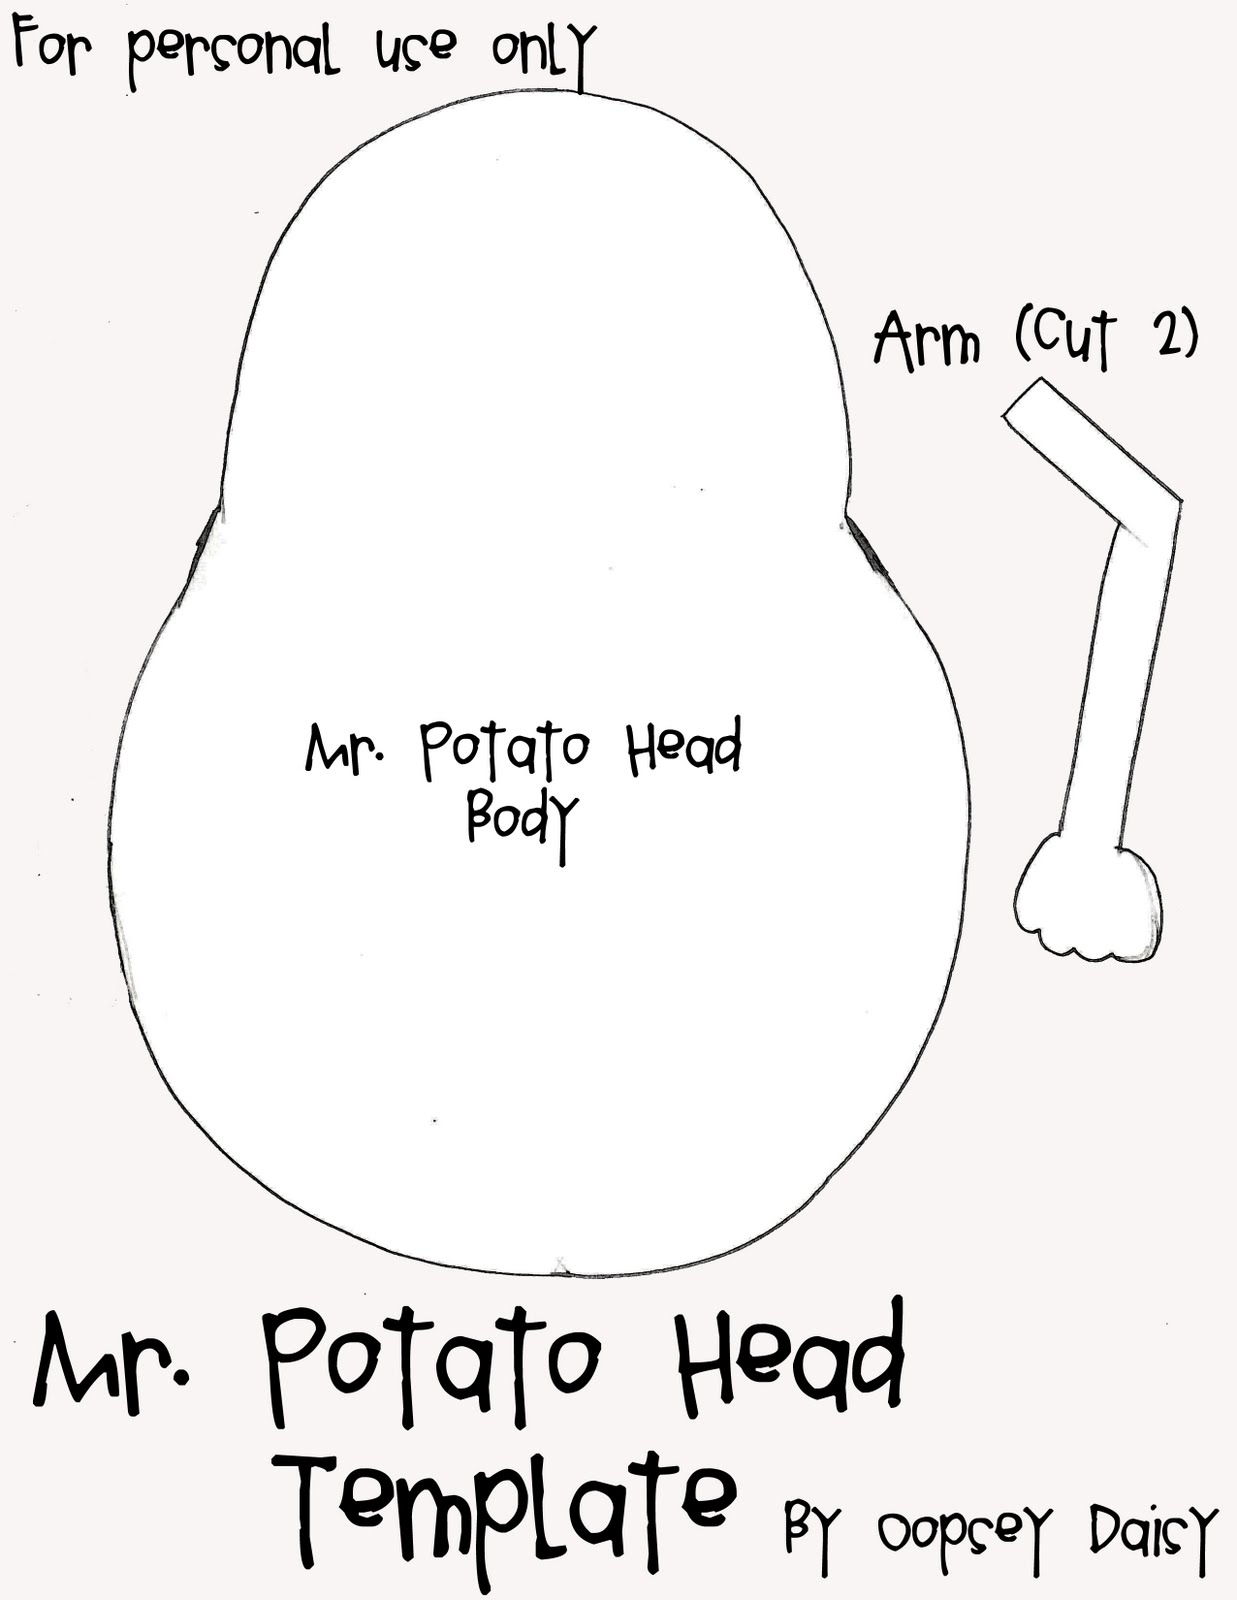 For personal use only
Arm (Cut 2)
Mr. Potato Head
Body
Mr. Potato Head
Template By Oopsey Daisy